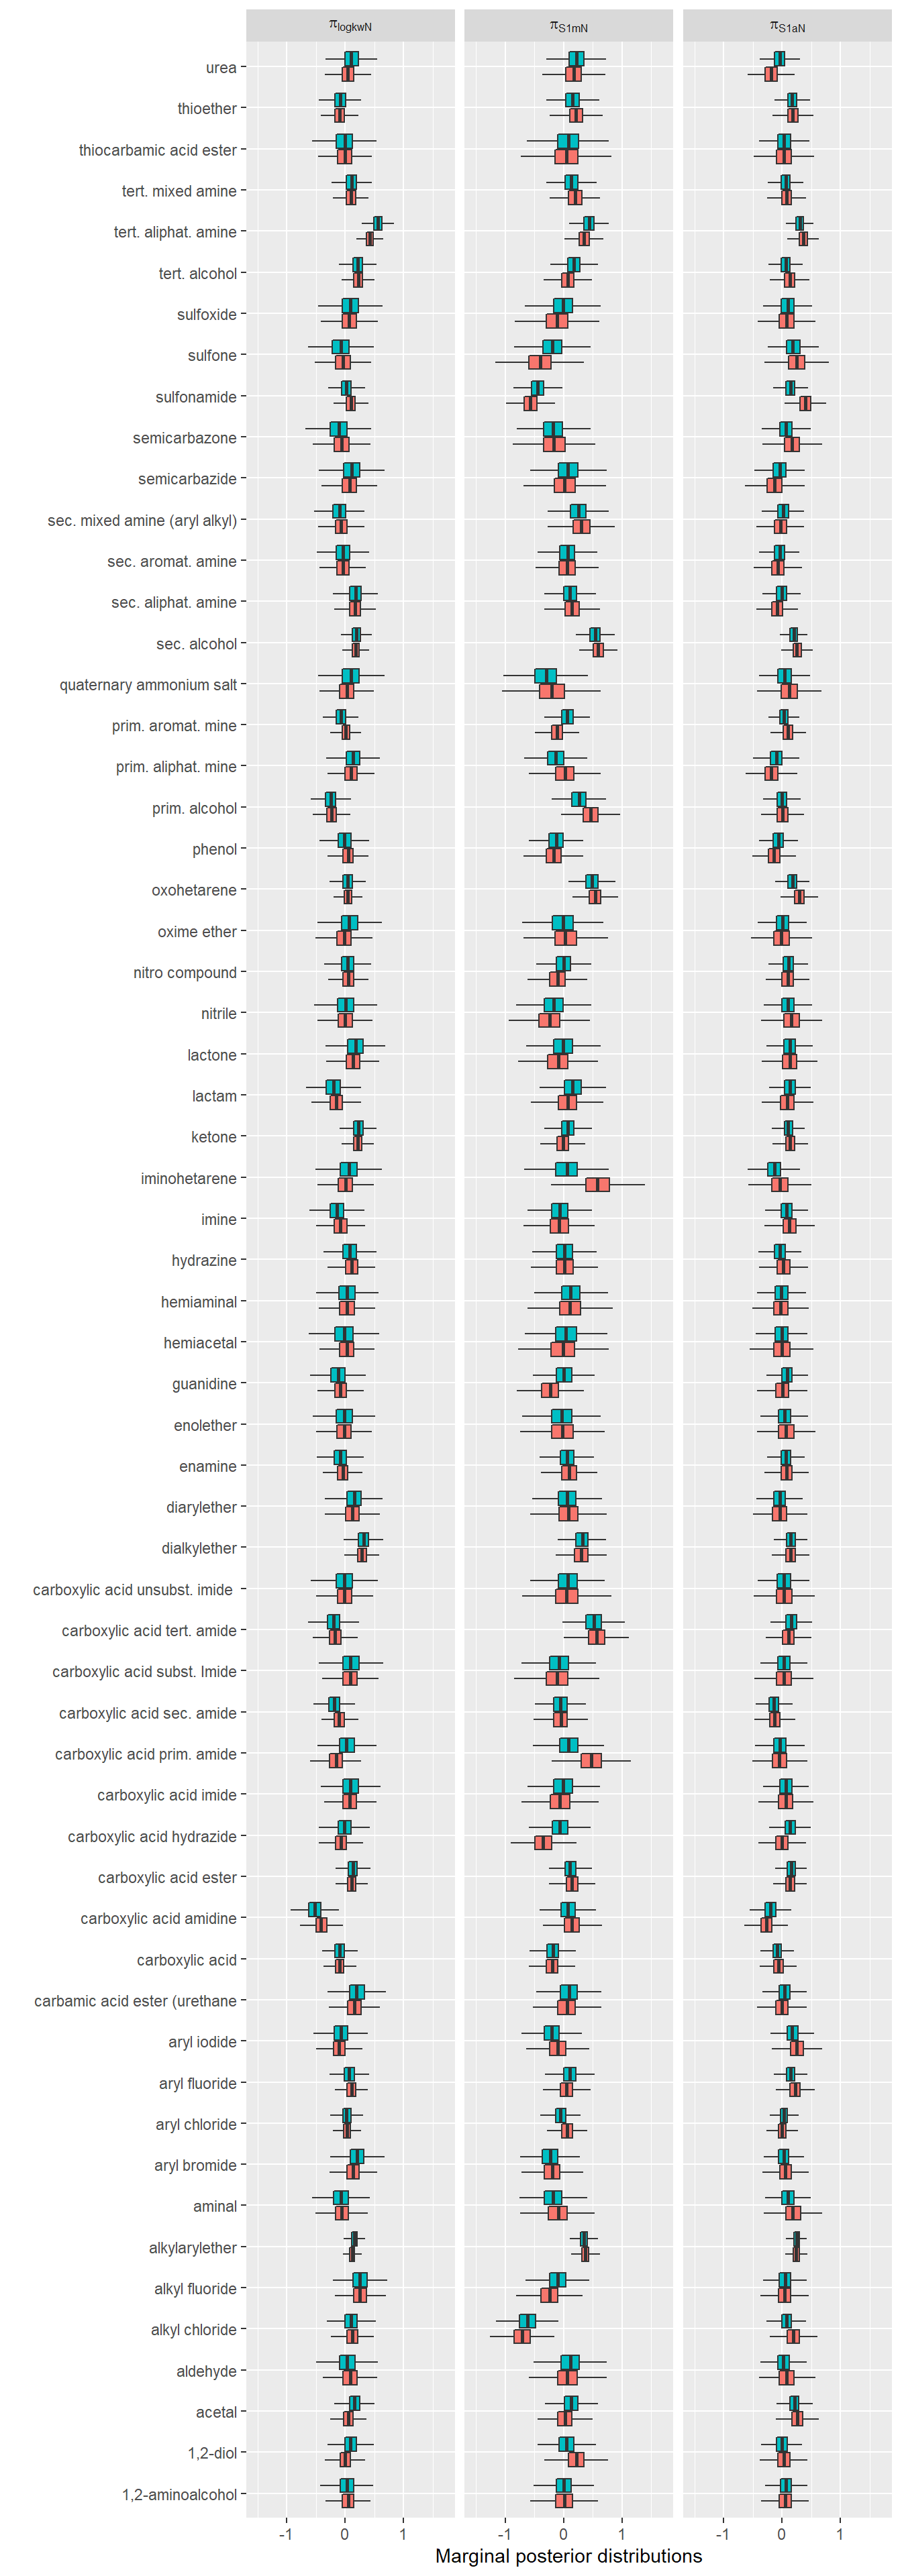 πlogkwN πS1mN πS1aN
urea
thioether
thiocarbamic acid ester
tert. mixed amine
tert. aliphat. amine
tert. alcohol
sulfoxide
sulfone
sulfonamide
semicarbazone
semicarbazide
sec. mixed amine (aryl alkyl)
sec. aromat. amine
sec. aliphat. amine
sec. alcohol
quaternary ammonium salt
prim. aromat. mine
prim. aliphat. mine
prim. alcohol
phenol
oxohetarene
oxime ether
nitro compound
nitrile
lactone
lactam
ketone
iminohetarene
imine
hydrazine
hemiaminal
hemiacetal
guanidine
enolether
enamine
diarylether
dialkylether
carboxylic acid unsubst. imide
carboxylic acid tert. amide
carboxylic acid subst. Imide
carboxylic acid sec. amide
carboxylic acid prim. amide
carboxylic acid imide
carboxylic acid hydrazide
carboxylic acid ester
carboxylic acid amidine
carboxylic acid
carbamic acid ester (urethane
aryl iodide
aryl fluoride
aryl chloride
aryl bromide
aminal
alkylarylether
alkyl fluoride
alkyl chloride
aldehyde
acetal
1,2-diol
1,2-aminoalcohol
-1 0 1 -1 0 1 -1 0 1
Marginal posterior distributions